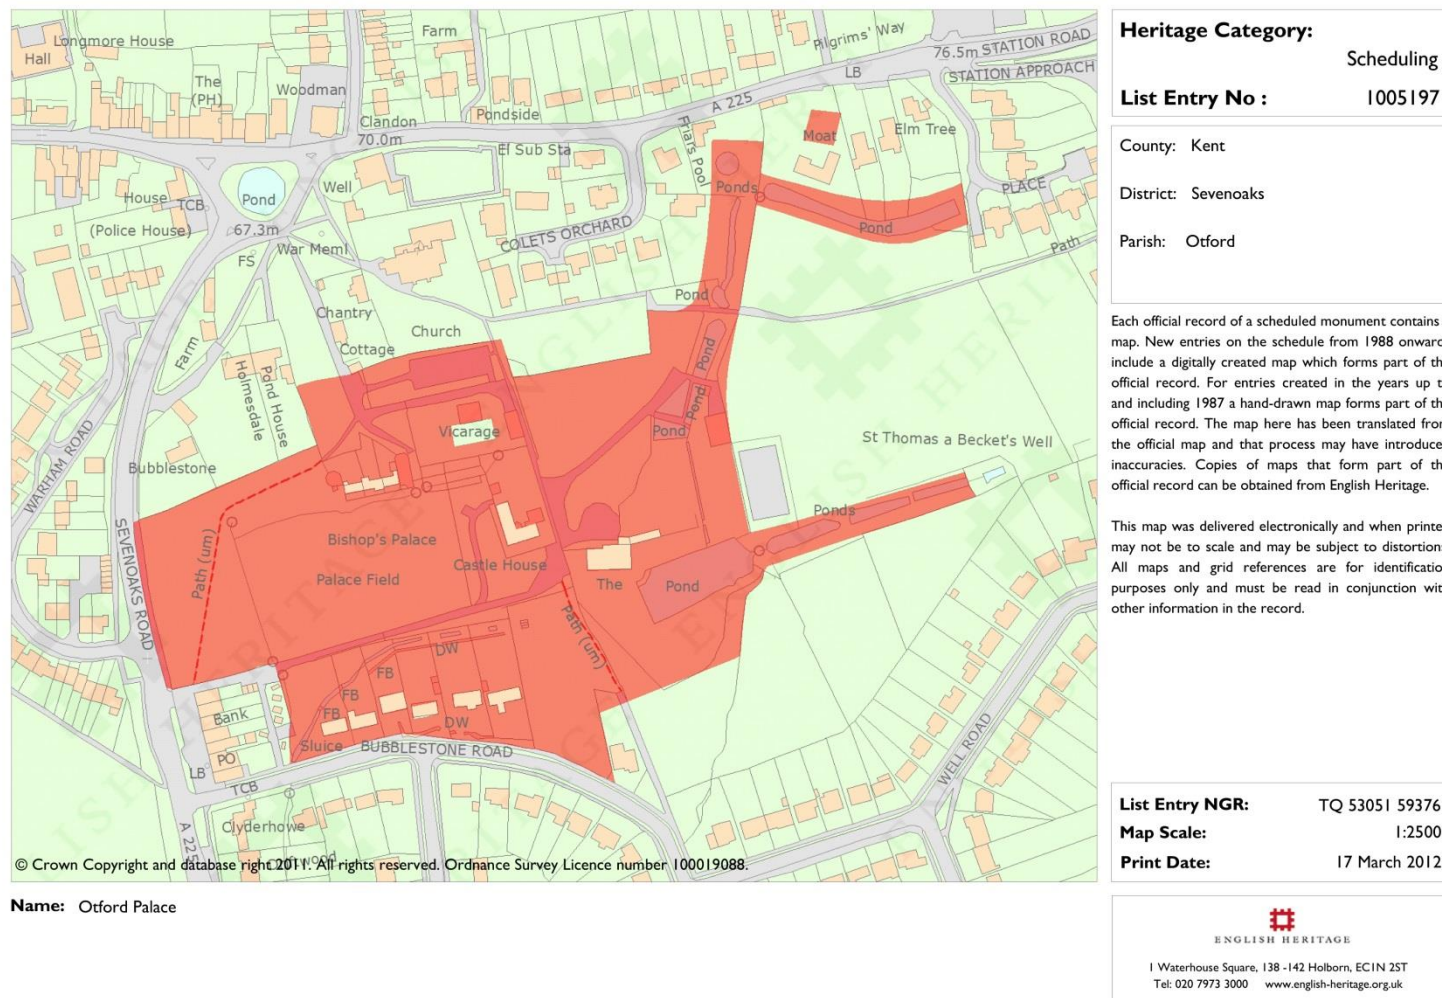 Longmore House
Hall
Farm
Pilgrims' Way
76.5m
STATION ROAD
STATION APPROACH
LB
The
(PH)
Woodman
A 225
Clandon
70.0m
Pondside
El Sub Sta
Friars Pool
Moat
Elm Tree
PLACE
Ponds
Pond
Path
House
TCB
(Police House)
Pond
Well
67.3m
FS
War Meml
COLETS ORCHARD
Pond
Chantry
Cottage
Church
Farm
Holmesdale
Pond House
Pond
Pond
Pond
Vicarage
St Thomas a Becket's Well
Bubblestone
WARHAM ROAD
SEVENOAKS ROAD
Path (um)
Bishop's Palace
Palace Field
Castle House
The
Pond
Ponds
Path (um)
DW
FB
FB
FB
DW
Sluice
BUBBLESTONE ROAD
Bank
PO
LB
TCB
WELL ROAD
Clyderhowe
A 225
© Crown Copyright and database right 2011. All rights reserved. Ordnance Survey Licence number 100019088.
Name: Otford Palace
Heritage Category:
Scheduling
List Entry No : 1005197
County: Kent
District: Sevenoaks
Parish: Otford
Each official record of a scheduled monument contains
map. New entries on the schedule from 1988 onward
include a digitally created map which forms part of th
official record. For entries created in the years up t
and including 1987 a hand-drawn map forms part of th
official record. The map here has been translated from
the official map and that process may have introduce
inaccuracies. Copies of maps that form part of th
official record can be obtained from English Heritage.
This map was delivered electronically and when printe
may not be to scale and may be subject to distortion
All maps and grid references are for identificatio
purposes only and must be read in conjunction wit
other information in the record.
List Entry NGR: TQ 53051 59376
Map Scale: 1:2500
Print Date: 17 March 2012
ENGLISH HERITAGE
1 Waterhouse Square, 138 -142 Holborn, EC1N 2ST
Tel: 020 7973 3000 www.english-heritage.org.uk